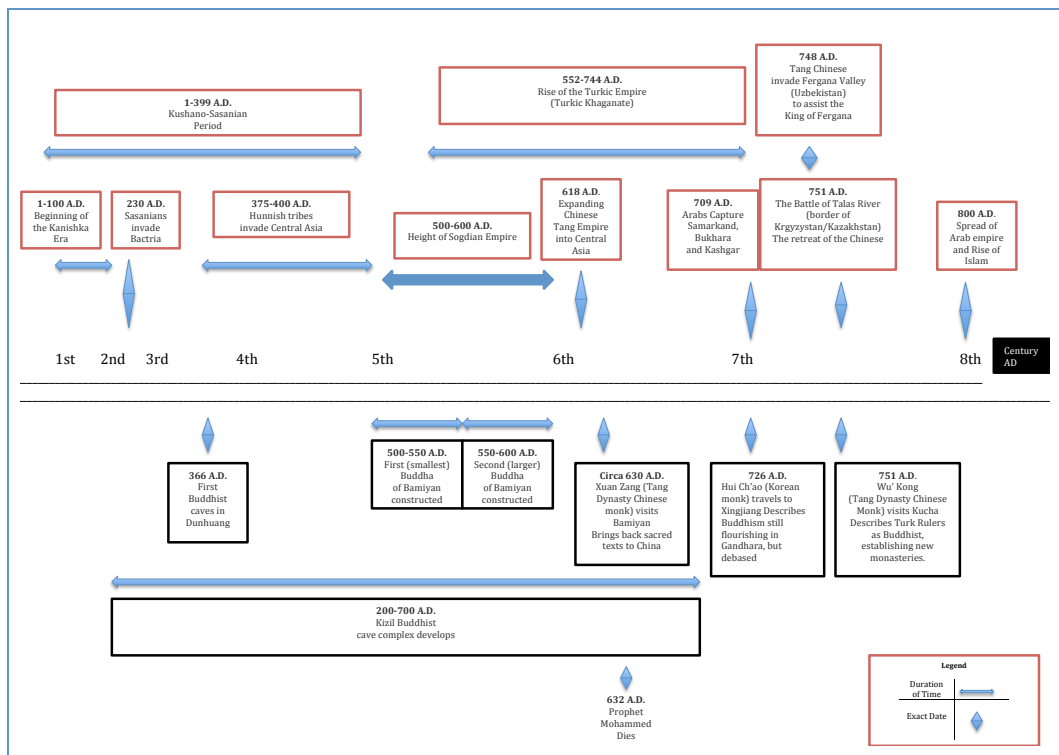 1-399 A.D.
Kushano-Sasanian
Period
552-744 A.D.
Rise of the Turkic Empire
(Turkic Khaganate)
748 A.D.
Tang Chinese
invade Fergana Valley
(Uzbekistan)
to assist the
King of Fergana
1-100 A.D.
Beginning of
the Kanishka
Era
230 A.D.
Sasanians
invade
Bactria
375-400 A.D.
Hunnish tribes
invade Central Asia
500-600 A.D.
Height of Sogdian Empire
618 A.D.
Expanding
Chinese
Tang Empire
into Central
Asia
709 A.D.
Arabs Capture
Samarkand,
Bukhara
and Kashgar
751 A.D.
The Battle of Talas River
(border of
Krgyzystan/Kazakhstan)
The retreat of the Chinese
800 A.D.
Spread of
Arab empire
and Rise of
Islam
1st 2nd 3rd 4th 5th 6th 7th 8th
Century
AD
366 A.D.
First
Buddhist
caves in
Dunhuang
500-550 A.D.
First (smallest)
Buddha
of Bamiyan
constructed
550-600 A.D.
Second (larger)
Buddha
of Bamiyan
constructed
Circa 630 A.D.
Xuan Zang (Tang
Dynasty Chinese
monk) visits
Bamiyan
Brings back sacred
texts to China
726 A.D.
Hui Ch'ao (Korean
monk) travels to
Xingjiang Describes
Buddhism still
flourishing in
Gandhara, but
debased
751 A.D.
Wu' Kong
(Tang Dynasty Chinese
Monk) visits Kucha
Describes Turk Rulers
as Buddhist,
establishing new
monasteries.
200-700 A.D.
Kizil Buddhist
cave complex develops
632 A.D.
Prophet
Mohammed
Dies
Legend
Duration
of Time
Exact Date